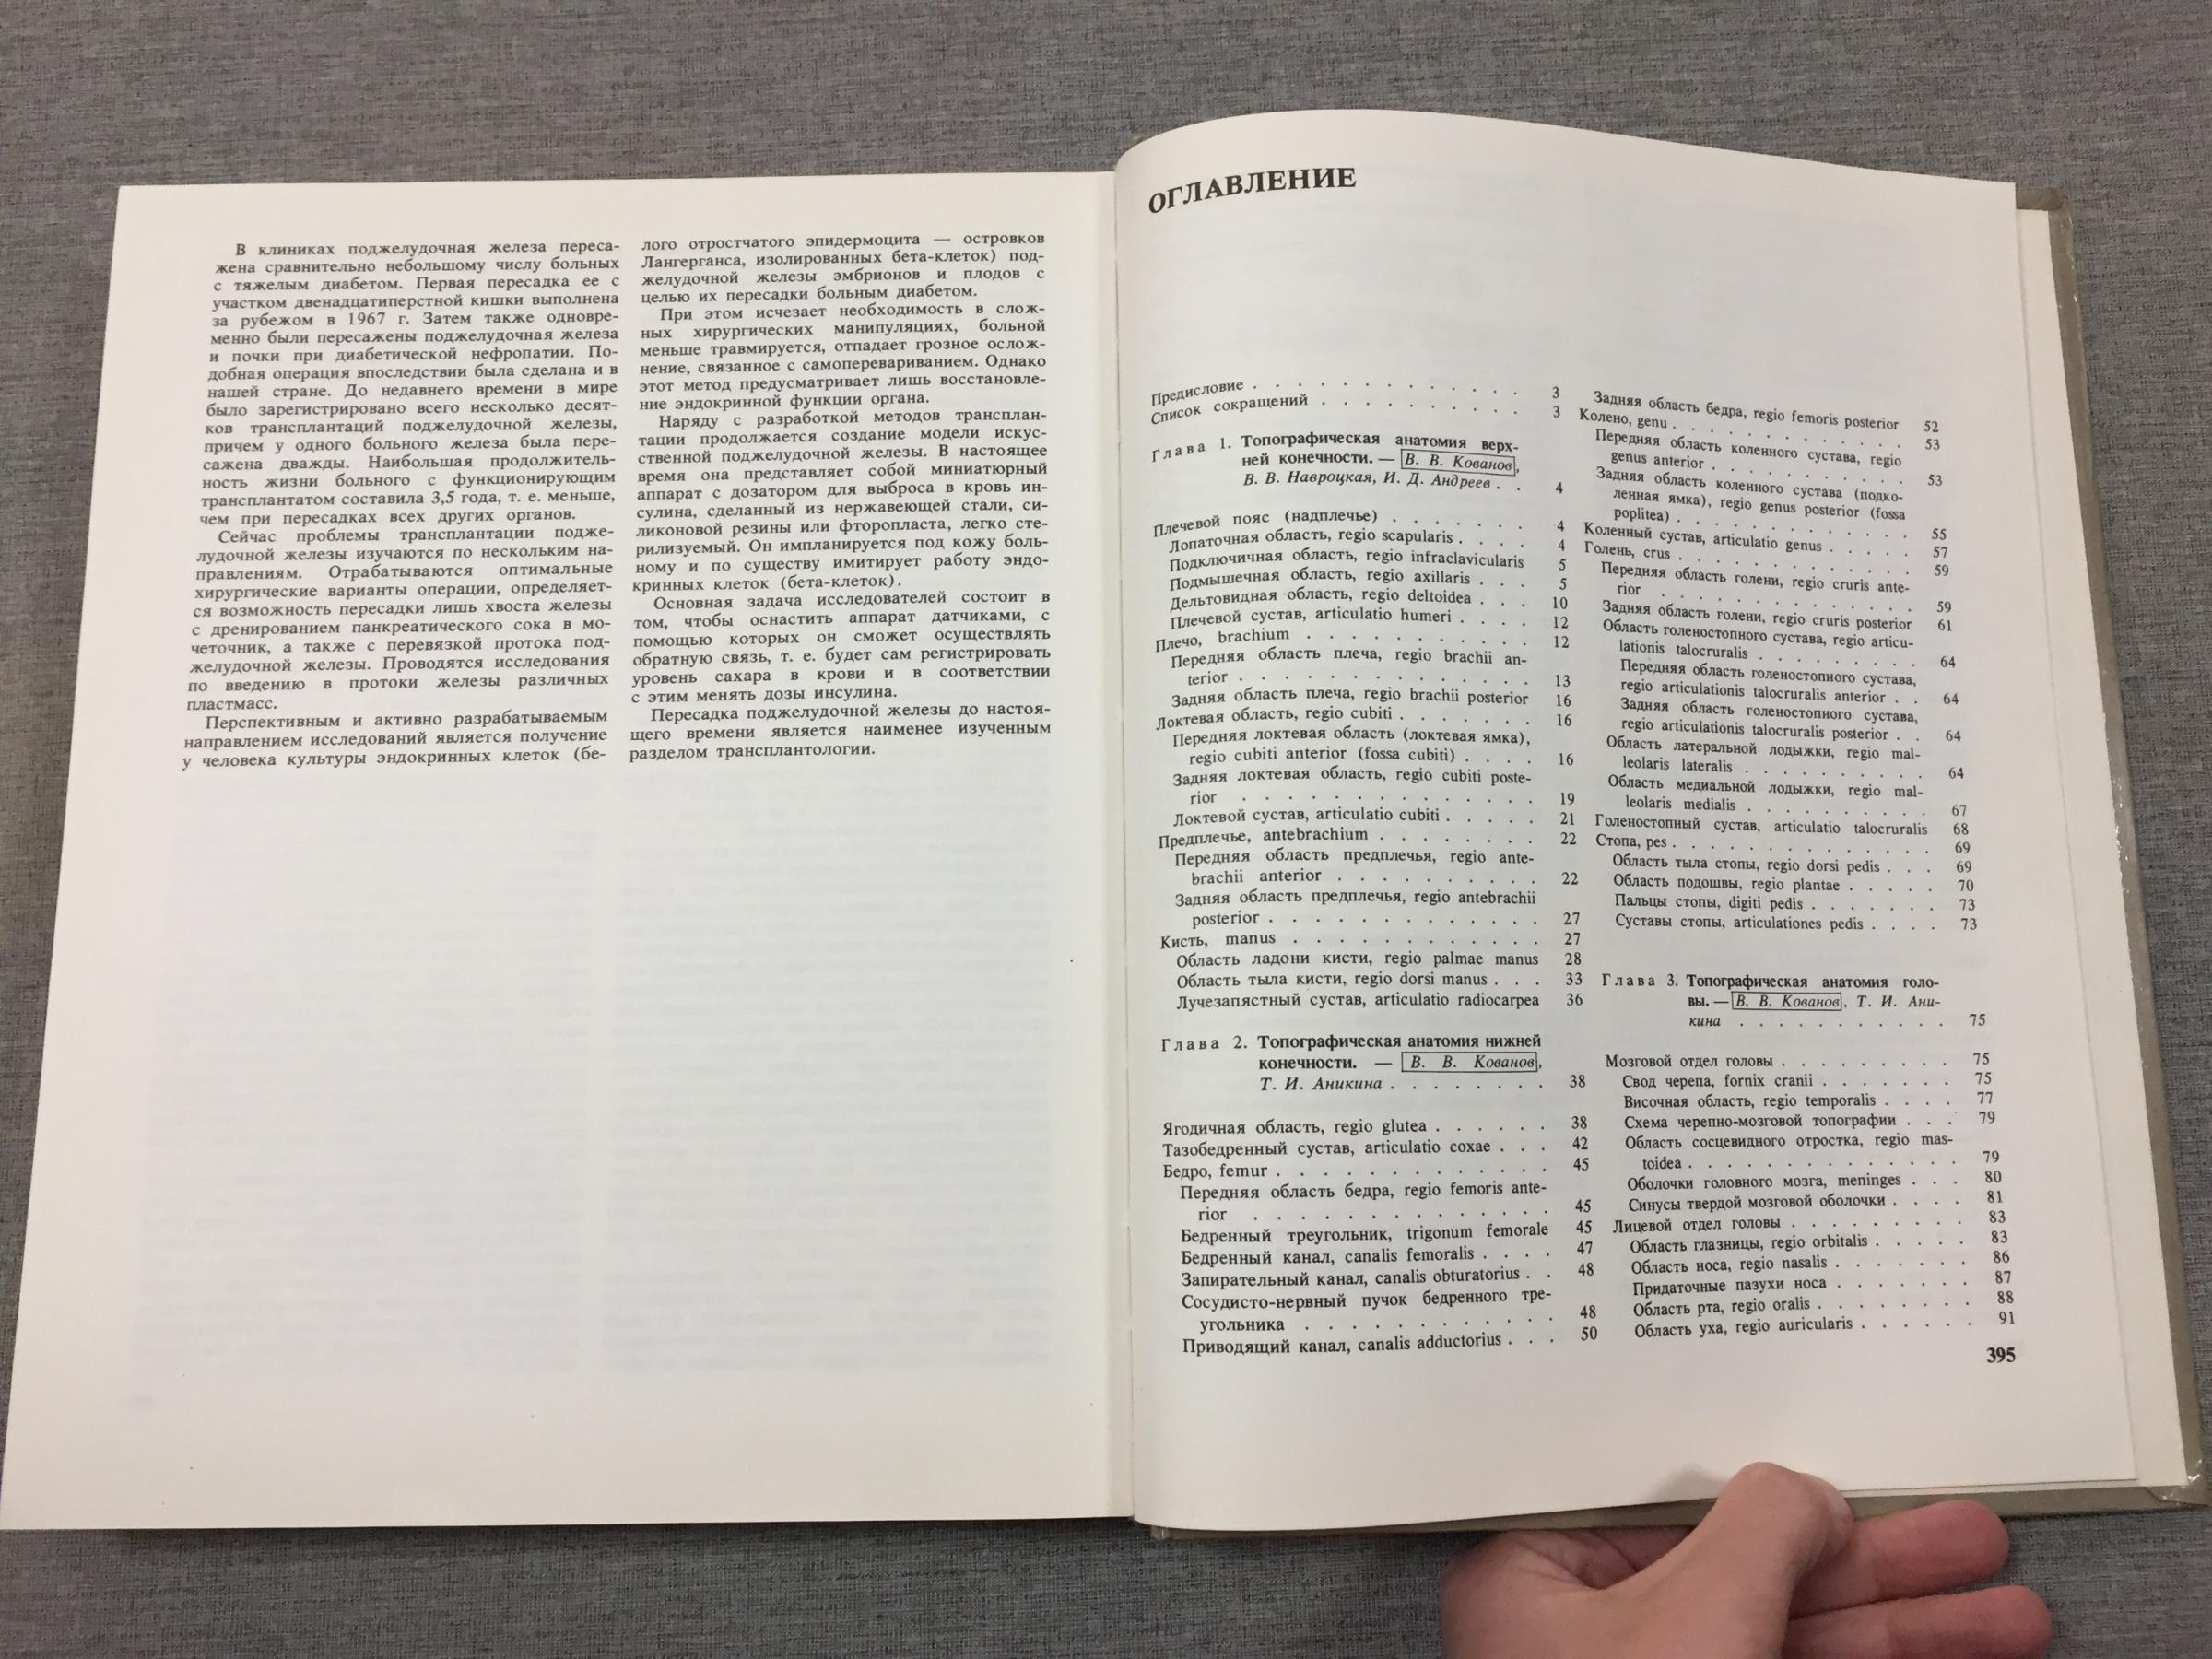 В клиниках поджелудочная железа переса-
жена сравнительно небольшому числу больных
с тяжелым диабетом. Первая пересадка ее с
участком двенадцатиперстной кишки выполнена
за рубежом в 1967 г. Затем также одновре-
менно были пересажены поджелудочная железа
и почки при диабетической нефропатии. По-
добная операция впоследствии была сделана и в
нашей стране. До недавнего времени в мире
было зарегистрировано всего несколько десят-
ков трансплантаций поджелудочной железы,
причем у одного больного железа была пере-
сажена дважды. Наибольшая продолжитель-
ность жизни больного с функционирующим
трансплантатом составила 3,5 года, т. е. меньше,
чем при пересадках всех других органов.
Сейчас проблемы трансплантации подже-
лудочной железы изучаются по нескольким на-
правлениям. Отрабатываются оптимальные
хирургические варианты операции, определяет-
ся возможность пересадки лишь хвоста железы
с дренированием панкреатического сока в мо-
четочник, а также с перевязкой протока под-
желудочной железы. Проводятся исследования
по введению в протоки железы различных
пластмасс.
Перспективным и активно разрабатываемым
направлением исследований является получение
у человека культуры эндокринных клеток (бе-
лого отростчатого эпидермоцита — островков
Лангерганса, изолированных бета-клеток) под-
желудочной железы эмбрионов и плодов с
целью их пересадки больным диабетом.
При этом исчезает необходимость в слож-
ных хирургических манипуляциях, больной
меньше травмируется, отпадает грозное ослож-
нение, связанное с самоперевариванием. Однако
этот метод предусматривает лишь восстановле-
ние эндокринной функции органа.
Наряду с разработкой методов трансплан-
тации продолжается создание модели искус-
ственной поджелудочной железы. В настоящее
время она представляет собой миниатюрный
аппарат с дозатором для выброса в кровь ин-
сулина, сделанный из нержавеющей стали, си-
ликоновой резины или фторопласта, легко сте-
рилизуемый. Он имплантируется под кожу боль-
ному и по существу имитирует работу эндо-
кринных клеток (бета-клеток).
Основная задача исследователей состоит в
том, чтобы оснастить аппарат датчиками, с
помощью которых он сможет осуществлять
обратную связь, т. е. будет сам регистрировать
уровень сахара в крови и в соответствии
с этим менять дозы инсулина.
Пересадка поджелудочной железы до настоя-
щего времени является наименее изученным
разделом трансплантологии.
ОГЛАВЛЕНИЕ
Предисловие . . . . . . . . . . . . 3
Список сокращений . . . . . . . . . . 3
Глава 1. Топографическая анатомия верх-
ней конечности. — В. В. Кованов,
В. В. Навроцкая, И. Д. Андреев . . 4
Плечевой пояс (надплечье) . . . . . . . 4
Лопаточная область, regio scapularis . . . . 4
Подключичная область, regio infraclavicularis 5
Подмышечная область, regio axillaris . . . 5
Дельтовидная область, regio deltoidea . . . 10
Плечевой сустав, articulatio humeri . . . . 12
Плечо, brachium . . . . . . . . . . . 12
Передняя область плеча, regio brachii an-
terior . . . . . . . . . . . . . . 13
Задняя область плеча, regio brachii posterior 16
Локтевая область, regio cubiti . . . . . . . 16
Передняя локтевая область (локтевая ямка),
regio cubiti anterior (fossa cubiti) . . . . 16
Задняя локтевая область, regio cubiti poste-
rior . . . . . . . . . . . . . . 19
Локтевой сустав, articulatio cubiti . . . . . 21
Предплечье, antebrachium . . . . . . . . 22
Передняя область предплечья, regio ante-
brachii anterior . . . . . . . . . . 22
Задняя область предплечья, regio antebrachii
posterior . . . . . . . . . . . . . 27
Кисть, manus . . . . . . . . . . . . 27
Область ладони кисти, regio palmae manus 28
Область тыла кисти, regio dorsi manus . . . 33
Лучезапястный сустав, articulatio radiocarpea 36
Глава 2. Топографическая анатомия нижней
конечности. — В. В. Кованов,
Т. И. Аникина . . . . . . . . 38
Ягодичная область, regio glutea . . . . . . 38
Тазобедренный сустав, articulatio coxae . . . 42
Бедро, femur . . . . . . . . . . . . . 45
Передняя область бедра, regio femoris ante-
rior . . . . . . . . . . . . . . 45
Бедренный треугольник, trigonum femorale 45
Бедренный канал, canalis femoralis . . . . 47
Запирательный канал, canalis obturatorius . . 48
Сосудисто-нервный пучок бедренного тре-
угольника . . . . . . . . . . . . 48
Приводящий канал, canalis adductorius . . . 50
Задняя область бедра, regio femoris posterior 52
Колено, genu . . . . . . . . . . . . . 53
Передняя область коленного сустава, regio
genus anterior . . . . . . . . . . . 53
Задняя область коленного сустава (подко-
ленная ямка), regio genus posterior (fossa
poplitea) . . . . . . . . . . . . . 55
Коленный сустав, articulatio genus . . . . . 57
Голень, crus . . . . . . . . . . . . . 59
Передняя область голени, regio cruris ante-
rior . . . . . . . . . . . . . . 59
Задняя область голени, regio cruris posterior 61
Область голеностопного сустава, regio articu-
lationis talocruralis . . . . . . . . . 64
Передняя область голеностопного сустава,
regio articulationis talocruralis anterior . . 64
Задняя область голеностопного сустава,
regio articulationis talocruralis posterior . . 64
Область латеральной лодыжки, regio mal-
leolaris lateralis . . . . . . . . . . 64
Область медиальной лодыжки, regio mal-
leolaris medialis . . . . . . . . . . 67
Голеностопный сустав, articulatio talocruralis 68
Стопа, pes . . . . . . . . . . . . . . 69
Область тыла стопы, regio dorsi pedis . . . 69
Область подошвы, regio plantae . . . . . 70
Пальцы стопы, digiti pedis . . . . . . . 73
Суставы стопы, articulationes pedis . . . . 73
Глава 3. Топографическая анатомия голо-
вы. — В. В. Кованов, Т. И. Ани-
кина . . . . . . . . . . . 75
Мозговой отдел головы . . . . . . . . . 75
Свод черепа, fornix cranii . . . . . . . 75
Височная область, regio temporalis . . . . 77
Схема черепно-мозговой топографии . . . 79
Область сосцевидного отростка, regio mas-
toidea . . . . . . . . . . . . . . 79
Оболочки головного мозга, meninges . . . 80
Синусы твердой мозговой оболочки . . . . 81
Лицевой отдел головы . . . . . . . . . 83
Область глазницы, regio orbitalis . . . . . 83
Область носа, regio nasalis . . . . . . . 86
Придаточные пазухи носа . . . . . . . 87
Область рта, regio oralis . . . . . . . . 88
Область уха, regio auricularis . . . . . . 91
395